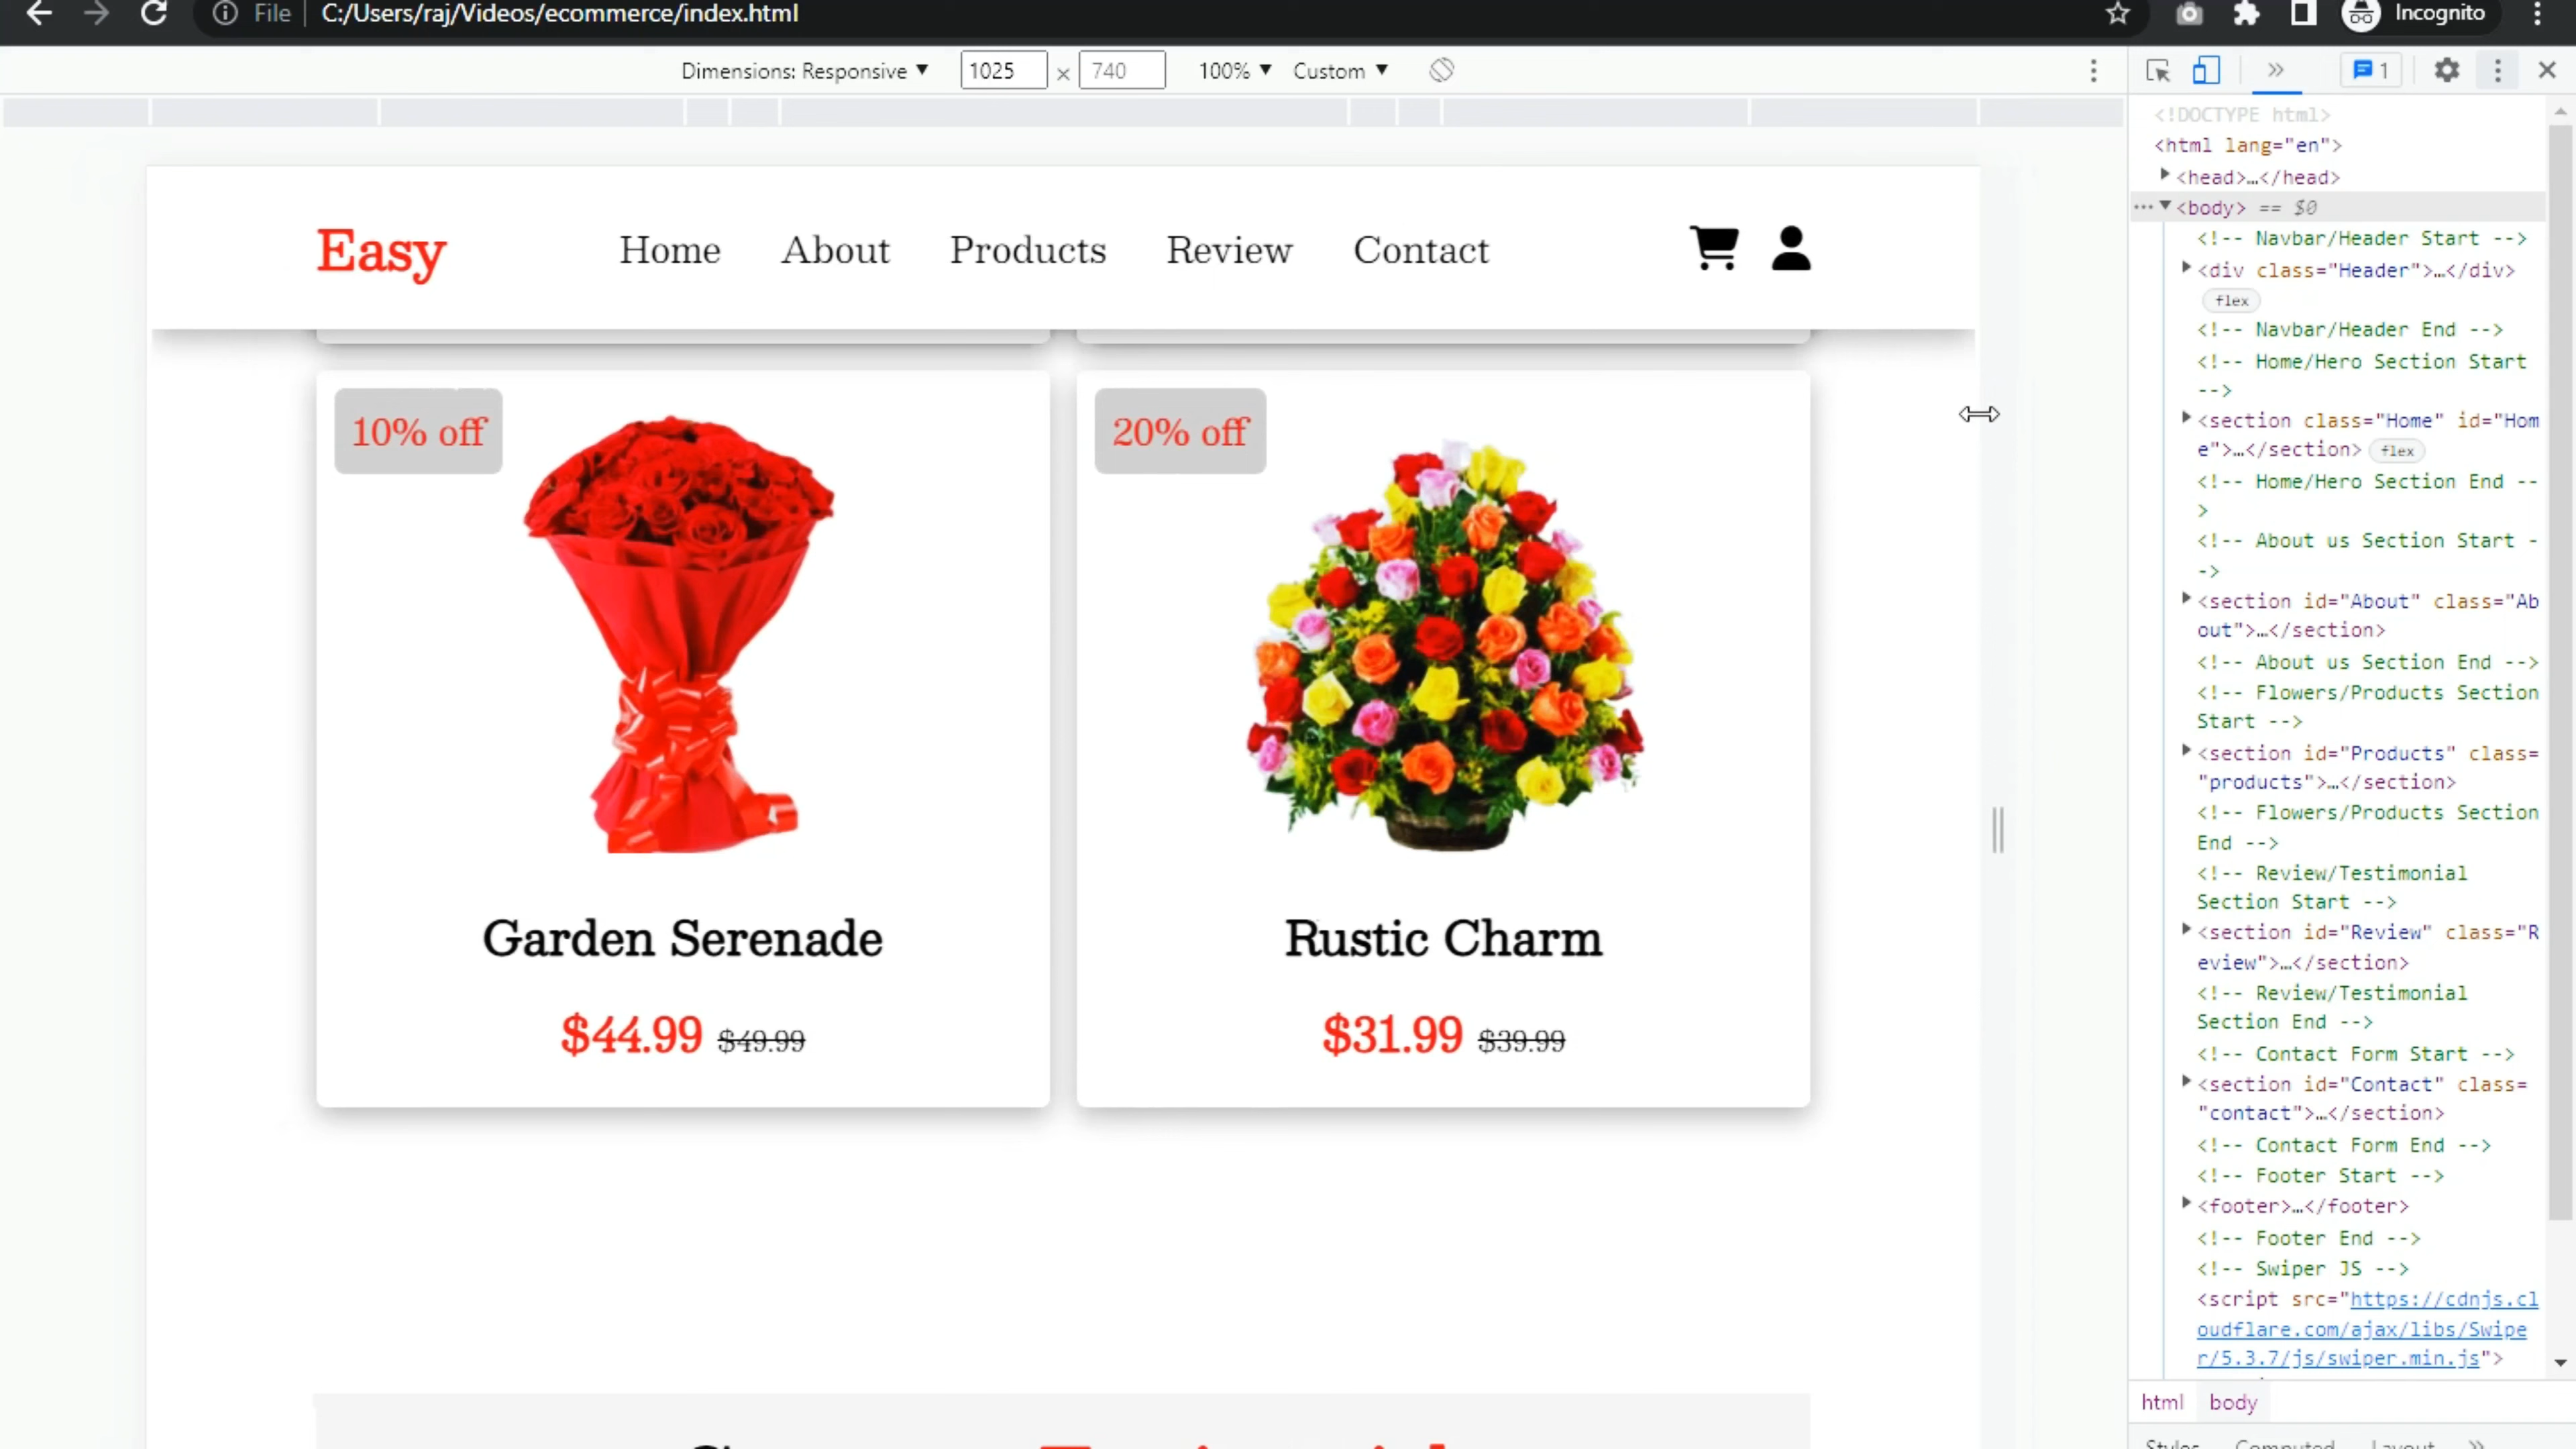 File C:/Users/raj/Videos/ecommerce/index.html
Incognito
Dimensions: Responsive 1025 × 740 100% Custom
1
Easy
Home About Products Review Contact
10% off
20% off
Garden Serenade
Rustic Charm
$44.99 $49.99
$31.99 $39.99
<!DOCTYPE html>
<html lang="en">
<head>…</head>
… <body> == $0
<!-- Navbar/Header Start -->
<div class="Header">…</div>
flex
<!-- Navbar/Header End -->
<!-- Home/Hero Section Start
-->
<section class="Home" id="Hom
e">…</section> flex
<!-- Home/Hero Section End --
>
<!-- About us Section Start -
->
<section id="About" class="Ab
out">…</section>
<!-- About us Section End -->
<!-- Flowers/Products Section
Start -->
<section id="Products" class=
"products">…</section>
<!-- Flowers/Products Section
End -->
<!-- Review/Testimonial
Section Start -->
<section id="Review" class="R
eview">…</section>
<!-- Review/Testimonial
Section End -->
<!-- Contact Form Start -->
<section id="Contact" class=
"contact">…</section>
<!-- Contact Form End -->
<!-- Footer Start -->
<footer>…</footer>
<!-- Footer End -->
<!-- Swiper JS -->
<script src="https://cdnjs.cl
oudflare.com/ajax/libs/Swipe
r/5.3.7/js/swiper.min.js">
html body
Styles Computed Layout